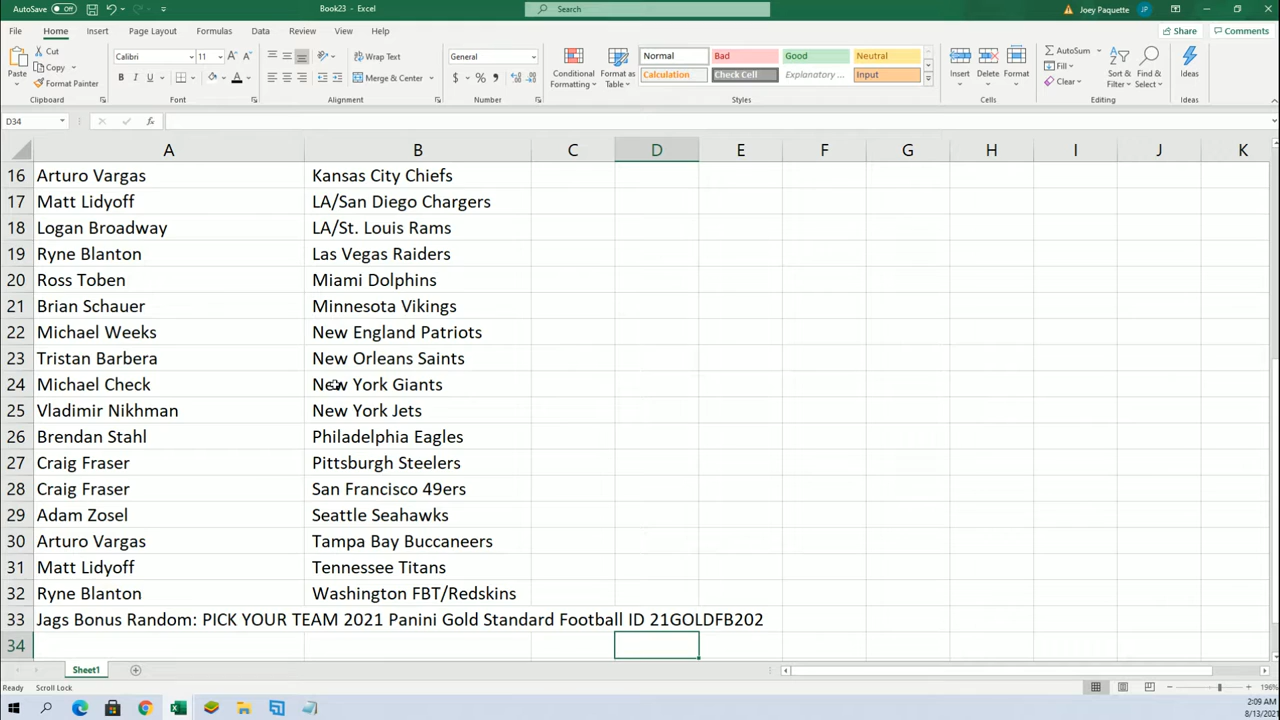 AutoSave Off Book23 - Excel Search Joey Paquette JP
File Home Insert Page Layout Formulas Data Review View Help Share Comments
Paste Cut Copy Format Painter Clipboard
Calibri 11 A A B I U A Font
Wrap Text Merge & Center Alignment
General $ % , Number
Conditional Formatting Format as Table Normal Bad Good Neutral Calculation Check Cell Explanatory ... Input Styles
Insert Delete Format Cells
AutoSum Fill Clear Sort & Filter Find & Select Editing
Ideas Ideas
D34 fx
A B C D E F G H I J K
16 Arturo Vargas Kansas City Chiefs
17 Matt Lidyoff LA/San Diego Chargers
18 Logan Broadway LA/St. Louis Rams
19 Ryne Blanton Las Vegas Raiders
20 Ross Toben Miami Dolphins
21 Brian Schauer Minnesota Vikings
22 Michael Weeks New England Patriots
23 Tristan Barbera New Orleans Saints
24 Michael Check New York Giants
25 Vladimir Nikhman New York Jets
26 Brendan Stahl Philadelphia Eagles
27 Craig Fraser Pittsburgh Steelers
28 Craig Fraser San Francisco 49ers
29 Adam Zosel Seattle Seahawks
30 Arturo Vargas Tampa Bay Buccaneers
31 Matt Lidyoff Tennessee Titans
32 Ryne Blanton Washington FBT/Redskins
33 Jags Bonus Random: PICK YOUR TEAM 2021 Panini Gold Standard Football ID 21GOLDFB202
34
Sheet1
Ready Scroll Lock 196%
2:09 AM
8/13/2021